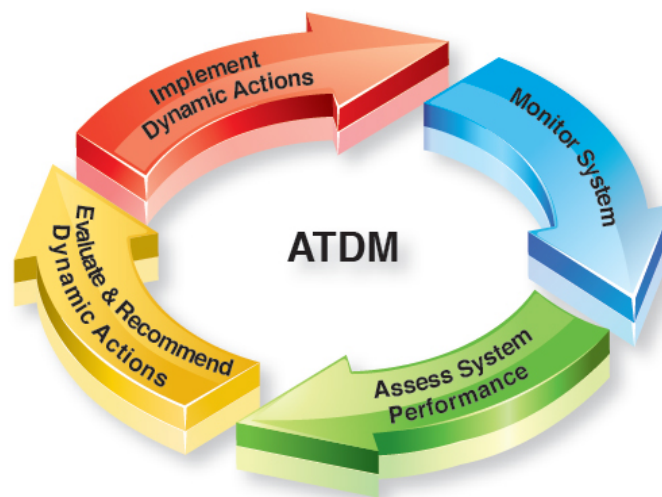 Implement
Dynamic Actions
Monitor System
ATDM
Evaluate & Recommend
Dynamic Actions
Assess System
Performance